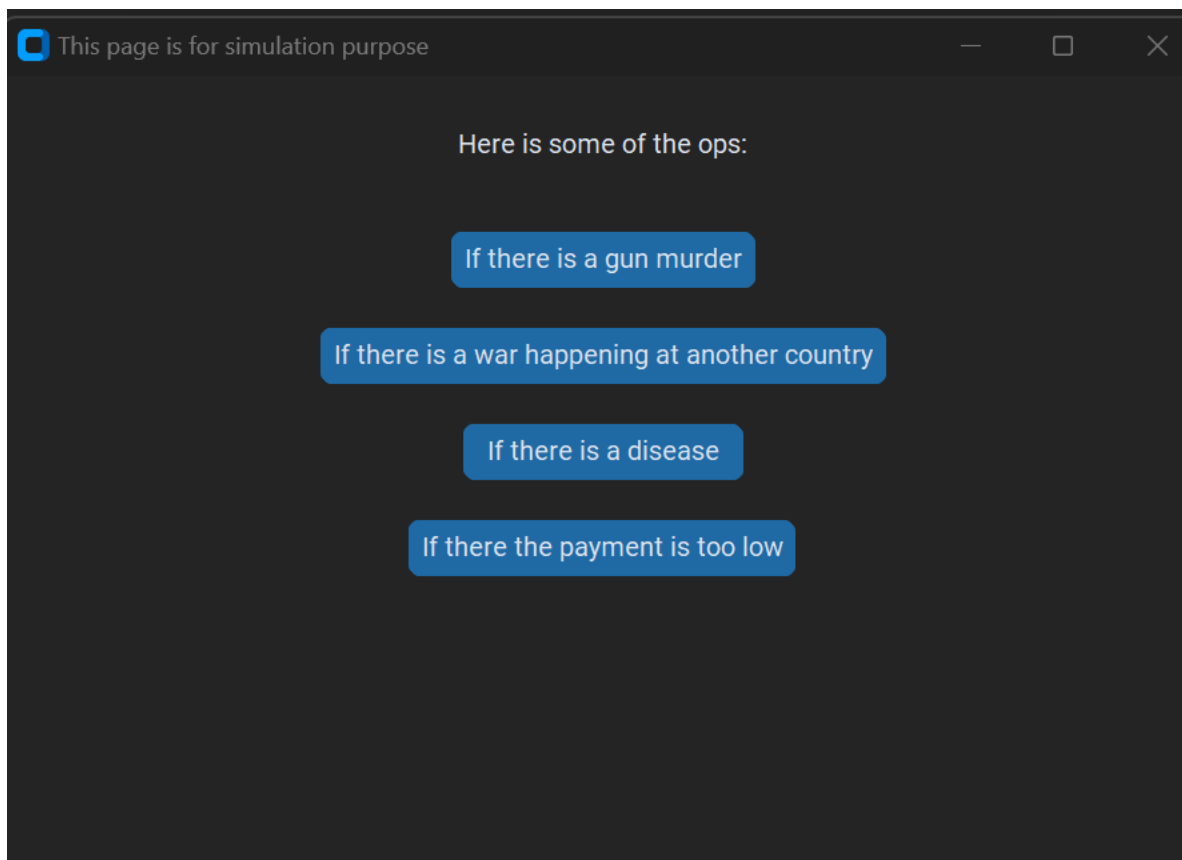 This page is for simulation purpose
Here is some of the ops:
If there is a gun murder
If there is a war happening at another country
If there is a disease
If there the payment is too low